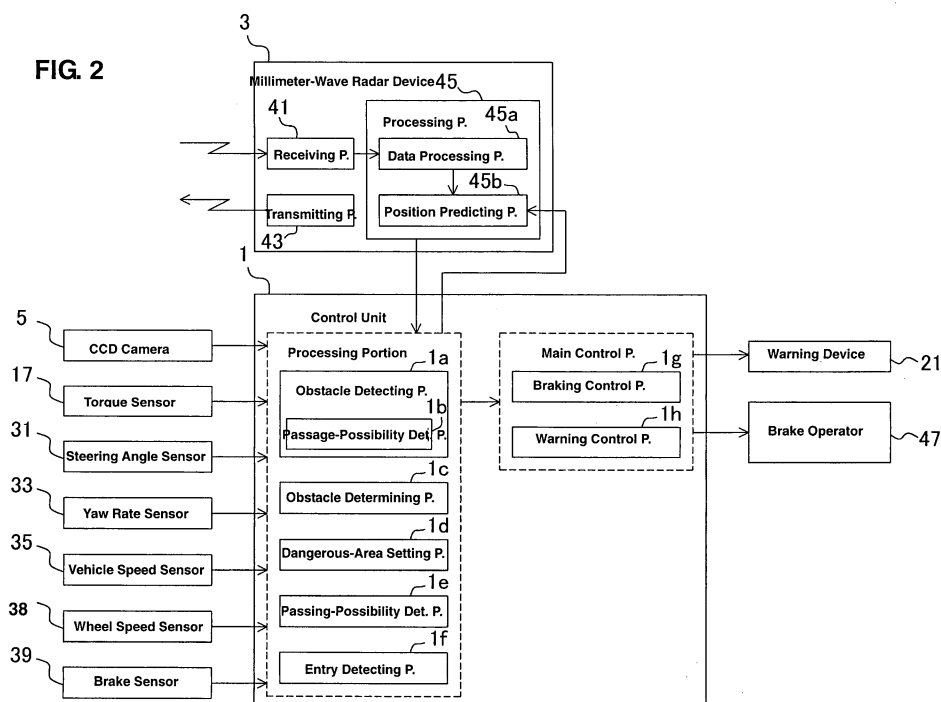 FIG. 2
3
Millimeter-Wave Radar Device
45
Processing P.
41
Receiving P.
45a
Data Processing P.
45b
Position Predicting P.
Transmitting P.
43
1
Control Unit
5
CCD Camera
17
Torque Sensor
31
Steering Angle Sensor
33
Yaw Rate Sensor
35
Vehicle Speed Sensor
38
Wheel Speed Sensor
39
Brake Sensor
Processing Portion
1a
Obstacle Detecting P.
1b
Passage-Possibility Det. P.
1c
Obstacle Determining P.
1d
Dangerous-Area Setting P.
1e
Passing-Possibility Det. P.
1f
Entry Detecting P.
Main Control P.
1g
Braking Control P.
1h
Warning Control P.
Warning Device
21
Brake Operator
47